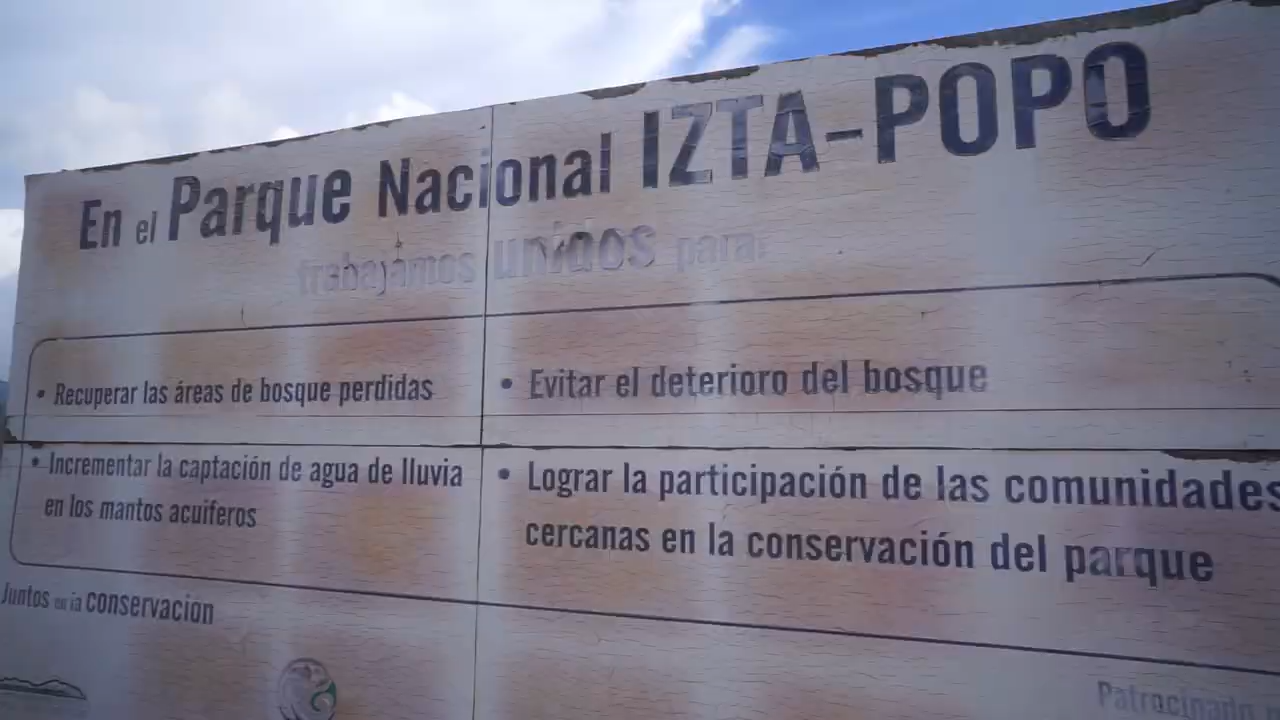 En el Parque Nacional IZTA-POPO
trabajamos unidos para:
• Recuperar las áreas de bosque perdidas
• Evitar el deterioro del bosque
• Incrementar la captación de agua de lluvia
en los mantos acuíferos
• Lograr la participación de las comunidades
cercanas en la conservación del parque
Juntos en la conservación
Patrocinado